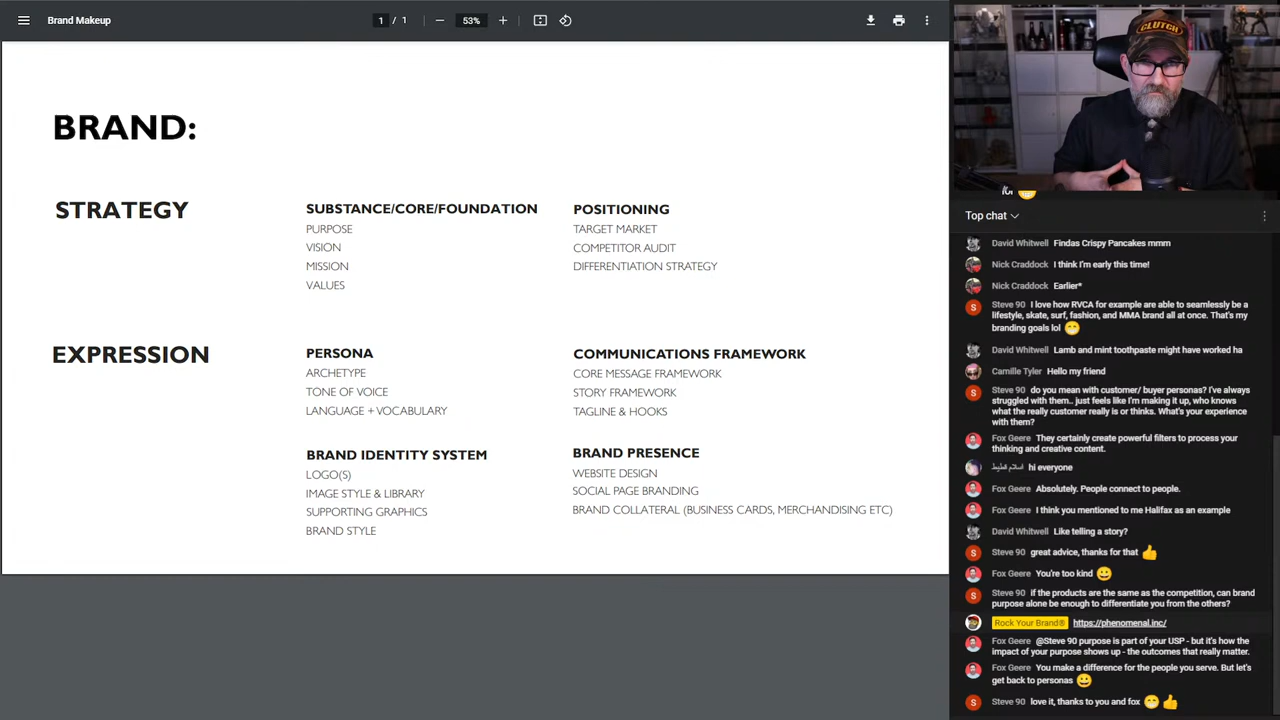 Brand Makeup
1 / 1
53%
CLUTCH
BRAND:
STRATEGY
SUBSTANCE/CORE/FOUNDATION
PURPOSE
VISION
MISSION
VALUES
POSITIONING
TARGET MARKET
COMPETITOR AUDIT
DIFFERENTIATION STRATEGY
EXPRESSION
PERSONA
ARCHETYPE
TONE OF VOICE
LANGUAGE + VOCABULARY
COMMUNICATIONS FRAMEWORK
CORE MESSAGE FRAMEWORK
STORY FRAMEWORK
TAGLINE & HOOKS
BRAND IDENTITY SYSTEM
LOGO(S)
IMAGE STYLE & LIBRARY
SUPPORTING GRAPHICS
BRAND STYLE
BRAND PRESENCE
WEBSITE DESIGN
SOCIAL PAGE BRANDING
BRAND COLLATERAL (BUSINESS CARDS, MERCHANDISING ETC)
Top chat
David Whitwell Findas Crispy Pancakes mmm
Nick Craddock I think I'm early this time!
Nick Craddock Earlier*
Steve 90 I love how RVCA for example are able to seamlessly be a
lifestyle, skate, surf, fashion, and MMA brand all at once. That's my
branding goals lol 😁
David Whitwell Lamb and mint toothpaste might have worked ha
Camille Tyler Hello my friend
Steve 90 do you mean with customer/ buyer personas? I've always
struggled with them.. just feels like I'm making it up, who knows
what the really customer really is or thinks. What's your experience
with them?
Fox Geere They certainly create powerful filters to process your
thinking and creative content.
hi everyone
Fox Geere Absolutely. People connect to people.
Fox Geere I think you mentioned to me Halifax as an example
David Whitwell Like telling a story?
S Steve 90 great advice, thanks for that 👍
Fox Geere You're too kind 😀
S Steve 90 if the products are the same as the competition, can brand
purpose alone be enough to differentiate you from the others?
Rock Your Brand® https://phenomenal.inc/
Fox Geere @Steve 90 purpose is part of your USP - but it's how the
impact of your purpose shows up - the outcomes that really matter.
Fox Geere You make a difference for the people you serve. But let's
get back to personas 😀
S Steve 90 love it, thanks to you and fox 😁👍